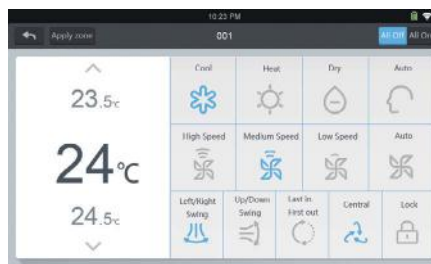 10:23 PM
Apply zone
001
All Off
All On
23.5℃
24℃
24.5℃
Cool
Heat
Dry
Auto
High Speed
Medium Speed
Low Speed
Auto
Left/Right
Swing
Up/Down
Swing
Last in
First out
Central
Lock